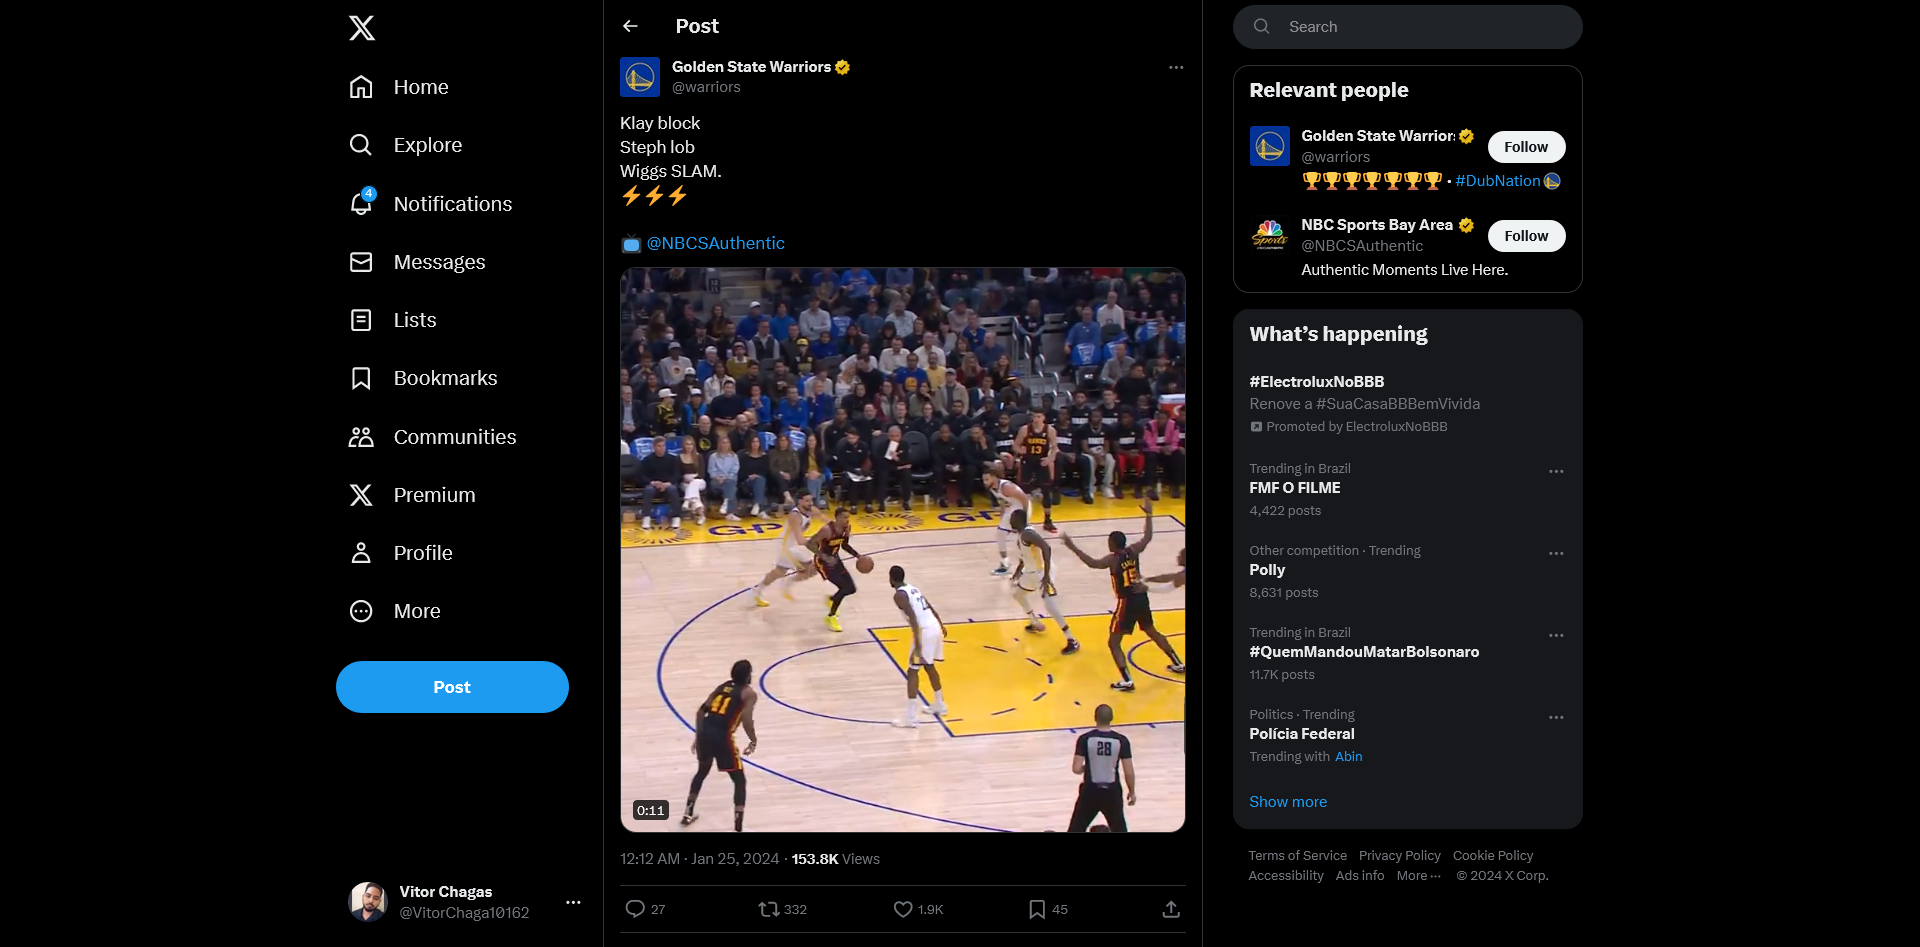 Home
Explore
4
Notifications
Messages
Lists
Bookmarks
Communities
Premium
Profile
More
Post
Vitor Chagas
@VitorChaga10162
Post
Golden State Warriors
@warriors
Klay block
Steph lob
Wiggs SLAM.
⚡⚡⚡
📺 @NBCSAuthentic
13
15
41
28
0:11
12:12 AM · Jan 25, 2024 · 153.8K Views
27 332 1.9K 45
Search
Relevant people
Golden State Warriors
Follow
@warriors
🏆🏆🏆🏆🏆🏆🏆 • #DubNation
NBC Sports Bay Area
Follow
@NBCSAuthentic
Authentic Moments Live Here.
What's happening
#ElectroluxNoBBB
Renove a #SuaCasaBBBemVivida
Promoted by ElectroluxNoBBB
Trending in Brazil
FMF O FILME
4,422 posts
Other competition · Trending
Polly
8,631 posts
Trending in Brazil
#QuemMandouMatarBolsonaro
11.7K posts
Politics · Trending
Polícia Federal
Trending with Abin
Show more
Terms of Service Privacy Policy Cookie Policy
Accessibility Ads info More ··· © 2024 X Corp.